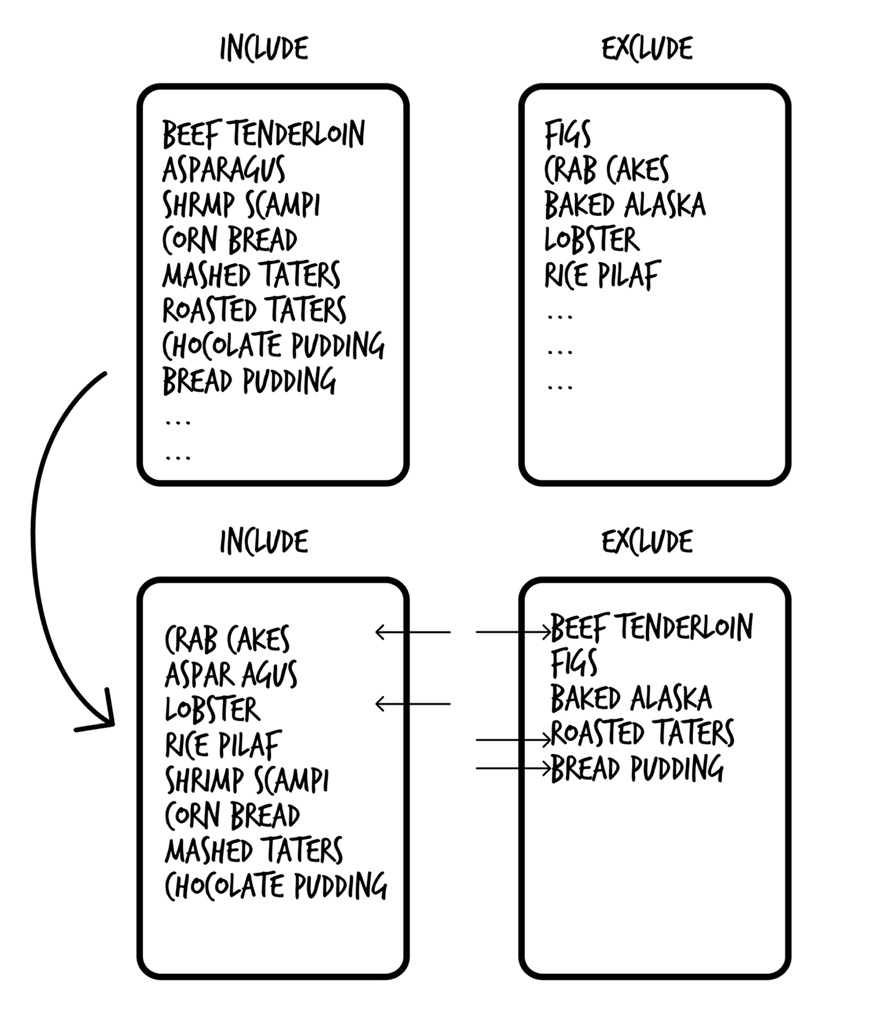 INCLUDE
BEEF TENDERLOIN
ASPARAGUS
SHRMP SCAMPI
CORN BREAD
MASHED TATERS
ROASTED TATERS
CHOCOLATE PUDDING
BREAD PUDDING
...
...
EXCLUDE
FIGS
CRAB CAKES
BAKED ALASKA
LOBSTER
RICE PILAF
...
...
...
INCLUDE
CRAB CAKES
ASPAR AGUS
LOBSTER
RICE PILAF
SHRIMP SCAMPI
CORN BREAD
MASHED TATERS
CHOCOLATE PUDDING
EXCLUDE
BEEF TENDERLOIN
FIGS
BAKED ALASKA
ROASTED TATERS
BREAD PUDDING